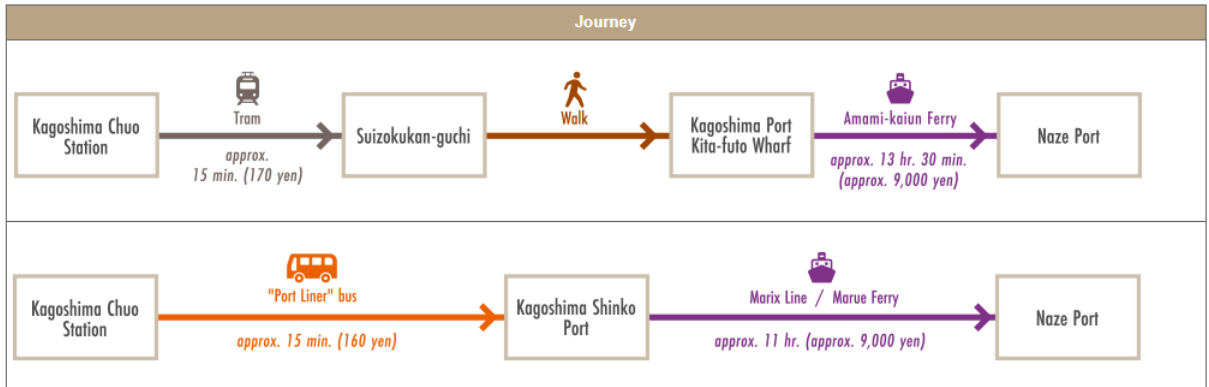 Journey
Tram
Walk
Amami-kaiun Ferry
Kagoshima Chuo
Station
Suizokukan-guchi
Kagoshima Port
Kita-futo Wharf
Naze Port
approx.
15 min. (170 yen)
approx. 13 hr. 30 min.
(approx. 9,000 yen)
"Port Liner" bus
Marix Line / Marue Ferry
Kagoshima Chuo
Station
Kagoshima Shinko
Port
Naze Port
approx. 15 min. (160 yen)
approx. 11 hr. (approx. 9,000 yen)